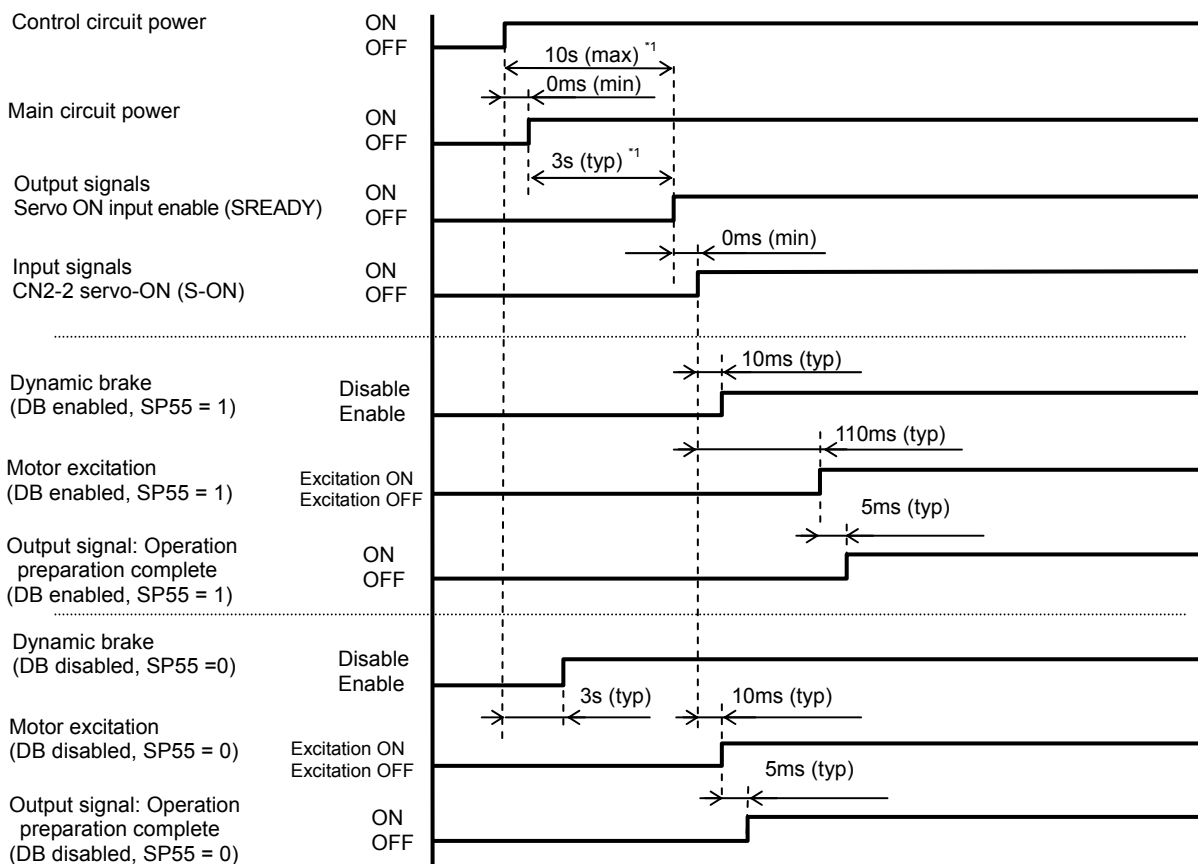 Control circuit power
ON
OFF
10s (max) *1
0ms (min)
Main circuit power
ON
OFF
3s (typ) *1
Output signals
Servo ON input enable (SREADY)
ON
OFF
0ms (min)
Input signals
CN2-2 servo-ON (S-ON)
ON
OFF
10ms (typ)
Dynamic brake
(DB enabled, SP55 = 1)
Disable
Enable
110ms (typ)
Motor excitation
(DB enabled, SP55 = 1)
Excitation ON
Excitation OFF
5ms (typ)
Output signal: Operation
preparation complete
(DB enabled, SP55 = 1)
ON
OFF
Dynamic brake
(DB disabled, SP55 =0)
Disable
Enable
3s (typ)
10ms (typ)
Motor excitation
(DB disabled, SP55 = 0)
Excitation ON
Excitation OFF
5ms (typ)
Output signal: Operation
preparation complete
(DB disabled, SP55 = 0)
ON
OFF